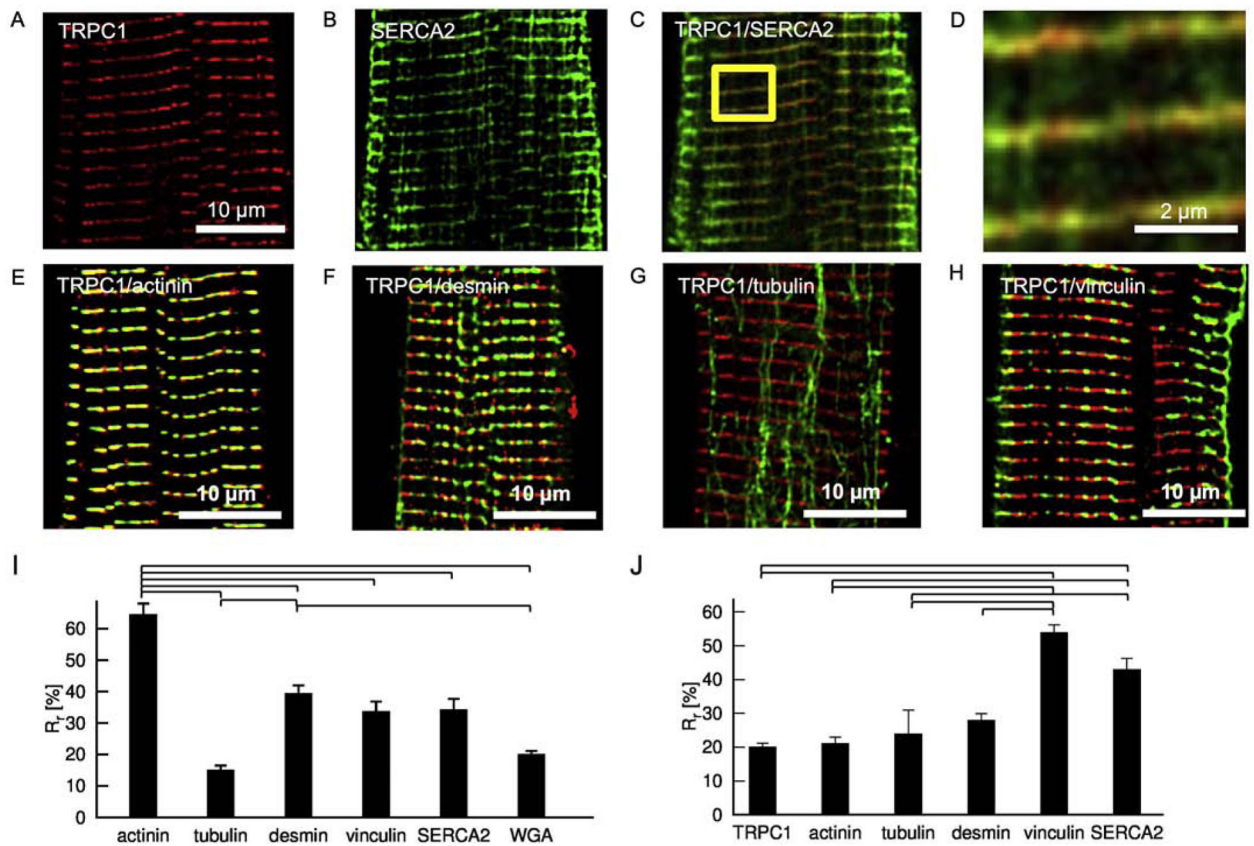 A
TRPC1
10 μm
B
SERCA2
C
TRPC1/SERCA2
D
2 μm
E
TRPC1/actinin
10 μm
F
TRPC1/desmin
10 μm
G
TRPC1/tubulin
10 μm
H
TRPC1/vinculin
10 μm
I
Rr [%]
60
50
40
30
20
10
0
actinin tubulin desmin vinculin SERCA2 WGA
J
Rr [%]
60
50
40
30
20
10
0
TRPC1 actinin tubulin desmin vinculin SERCA2